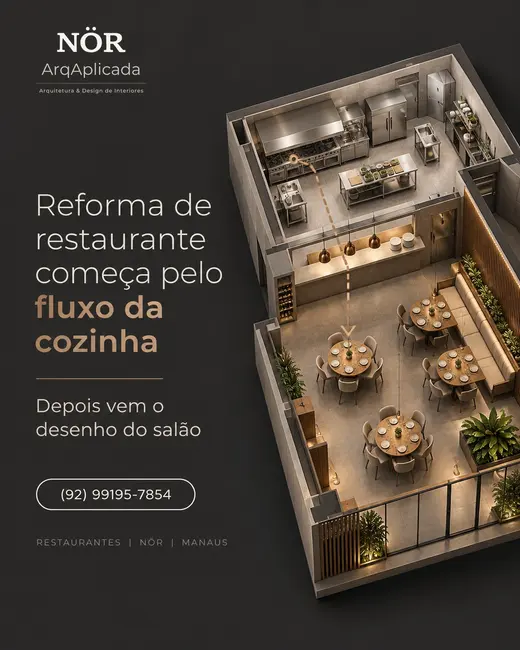 NÖR
ArqAplicada
Arquitetura & Design de Interiores
Reforma de
restaurante
começa pelo
fluxo da
cozinha
Depois vem o
desenho do salão
(92) 99195-7854
RESTAURANTES | NÖR | MANAUS